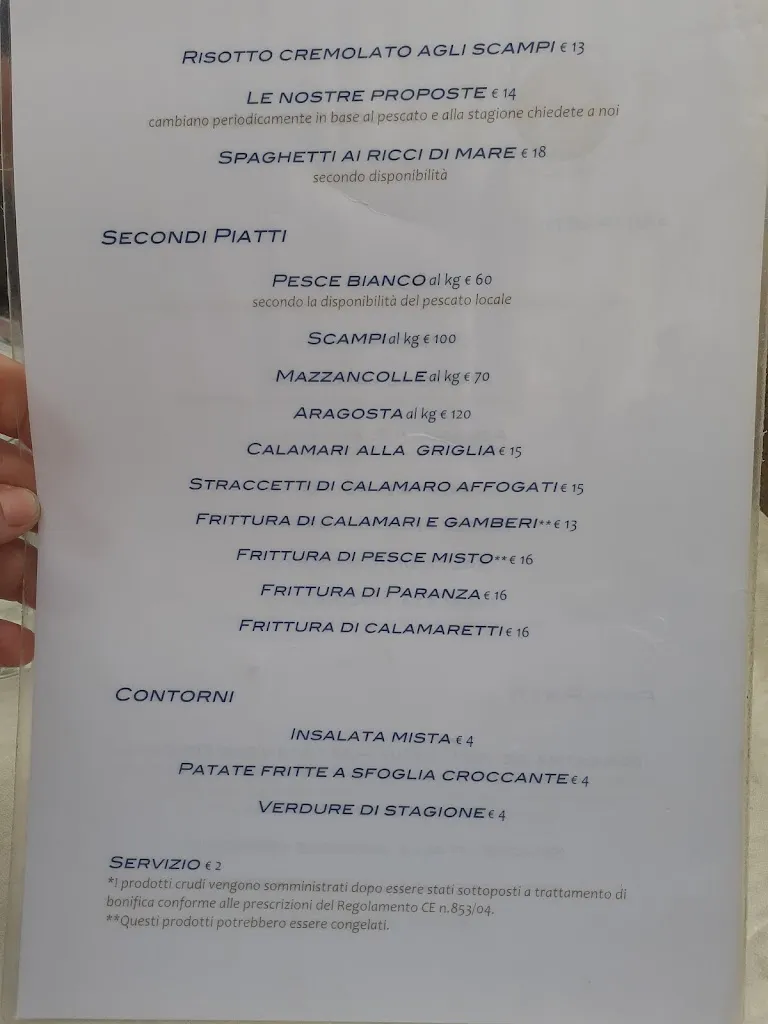 Risotto cremolato agli scampi € 13
Le nostre proposte € 14
cambiano periodicamente in base al pescato e alla stagione chiedete a noi
Spaghetti ai ricci di mare € 18
secondo disponibilità
Secondi Piatti
Pesce bianco al kg € 60
secondo la disponibilità del pescato locale
Scampi al kg € 100
Mazzancolle al kg € 70
Aragosta al kg € 120
Calamari alla griglia € 15
Straccetti di calamaro affogati € 15
Frittura di calamari e gamberi** € 13
Frittura di pesce misto** € 16
Frittura di Paranza € 16
Frittura di calamaretti € 16
Contorni
Insalata mista € 4
Patate fritte a sfoglia croccante € 4
Verdure di stagione € 4
Servizio € 2
*I prodotti crudi vengono somministrati dopo essere stati sottoposti a trattamento di
bonifica conforme alle prescrizioni del Regolamento CE n.853/04.
**Questi prodotti potrebbero essere congelati.